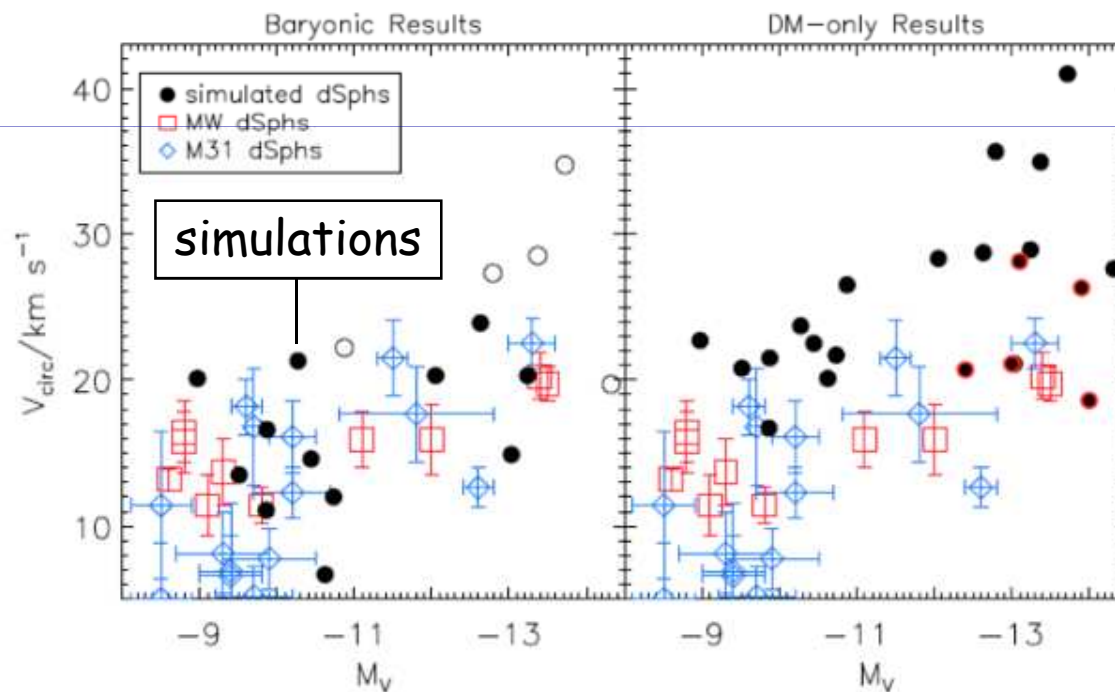 Baryonic Results
DM-only Results
simulated dSphs
MW dSphs
M31 dSphs
simulations
V_circ/km s⁻¹
40
30
20
10
-9
-11
-13
-9
-11
-13
M_V
M_V